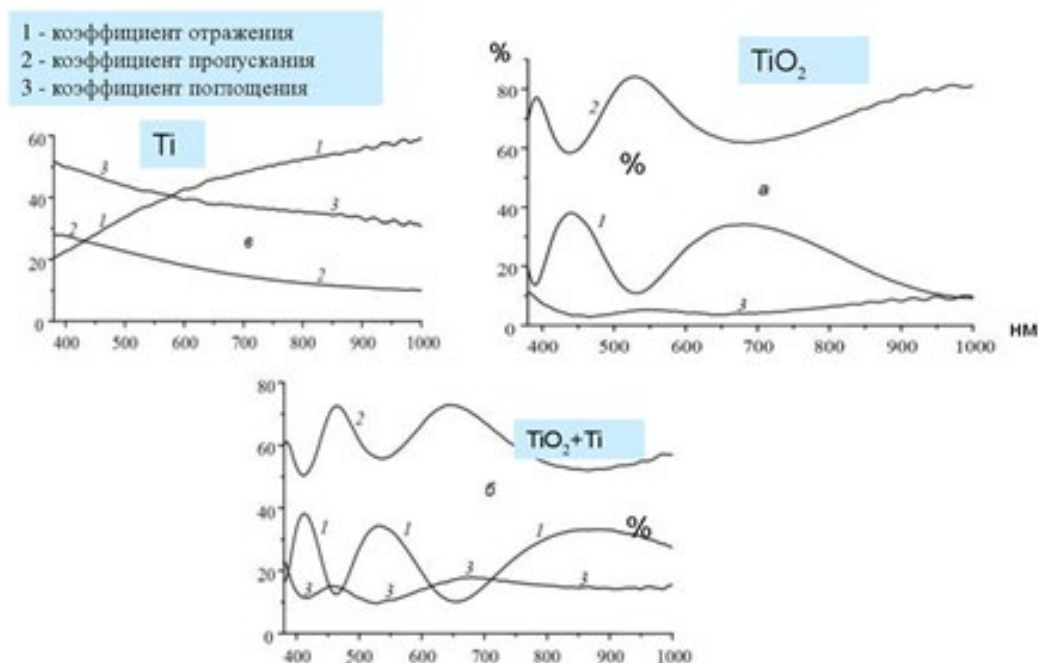 1 - коэффициент отражения
2 - коэффициент пропускания
3 - коэффициент поглощения
%
TiO2
80
60
40
20
0
2
%
а
1
3
400 500 600 700 800 900 1000 нм
Ti
60
40
20
0
3
1
2
1
3
в
2
400 500 600 700 800 900 1000
80
60
40
20
0
2
TiO2+Ti
б
1
1
1
%
3
3
3
3
400 500 600 700 800 900 1000